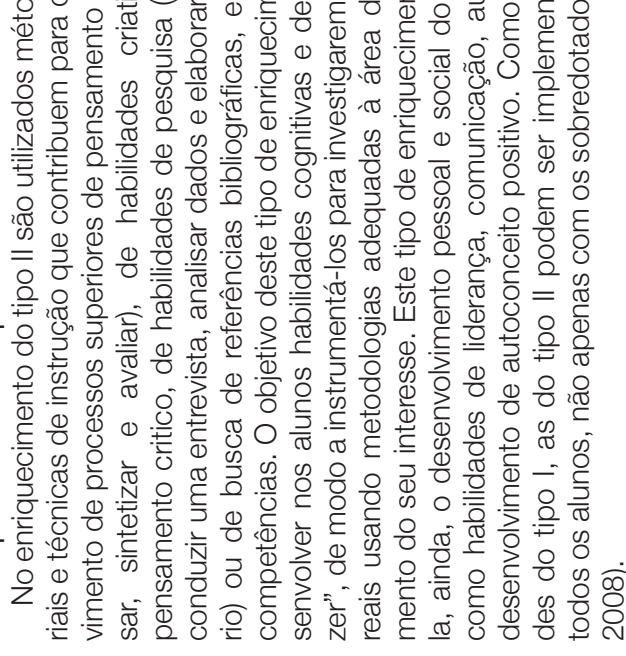 No enriquecimento do tipo II são utilizados méto
riais e técnicas de instrução que contribuem para o
vimento de processos superiores de pensamento
sar, sintetizar e avaliar), de habilidades criati
pensamento critico, de habilidades de pesquisa (
conduzir uma entrevista, analisar dados e elaborar
rio) ou de busca de referências bibliográficas, e
competências. O objetivo deste tipo de enriquecim
senvolver nos alunos habilidades cognitivas e de
zer”, de modo a instrumentá-los para investigarem
reais usando metodologias adequadas à área d
mento do seu interesse. Este tipo de enriquecimen
la, ainda, o desenvolvimento pessoal e social do
como habilidades de liderança, comunicação, au
desenvolvimento de autoconceito positivo. Como
des do tipo I, as do tipo II podem ser implemen
todos os alunos, não apenas com os sobredotado
2008).